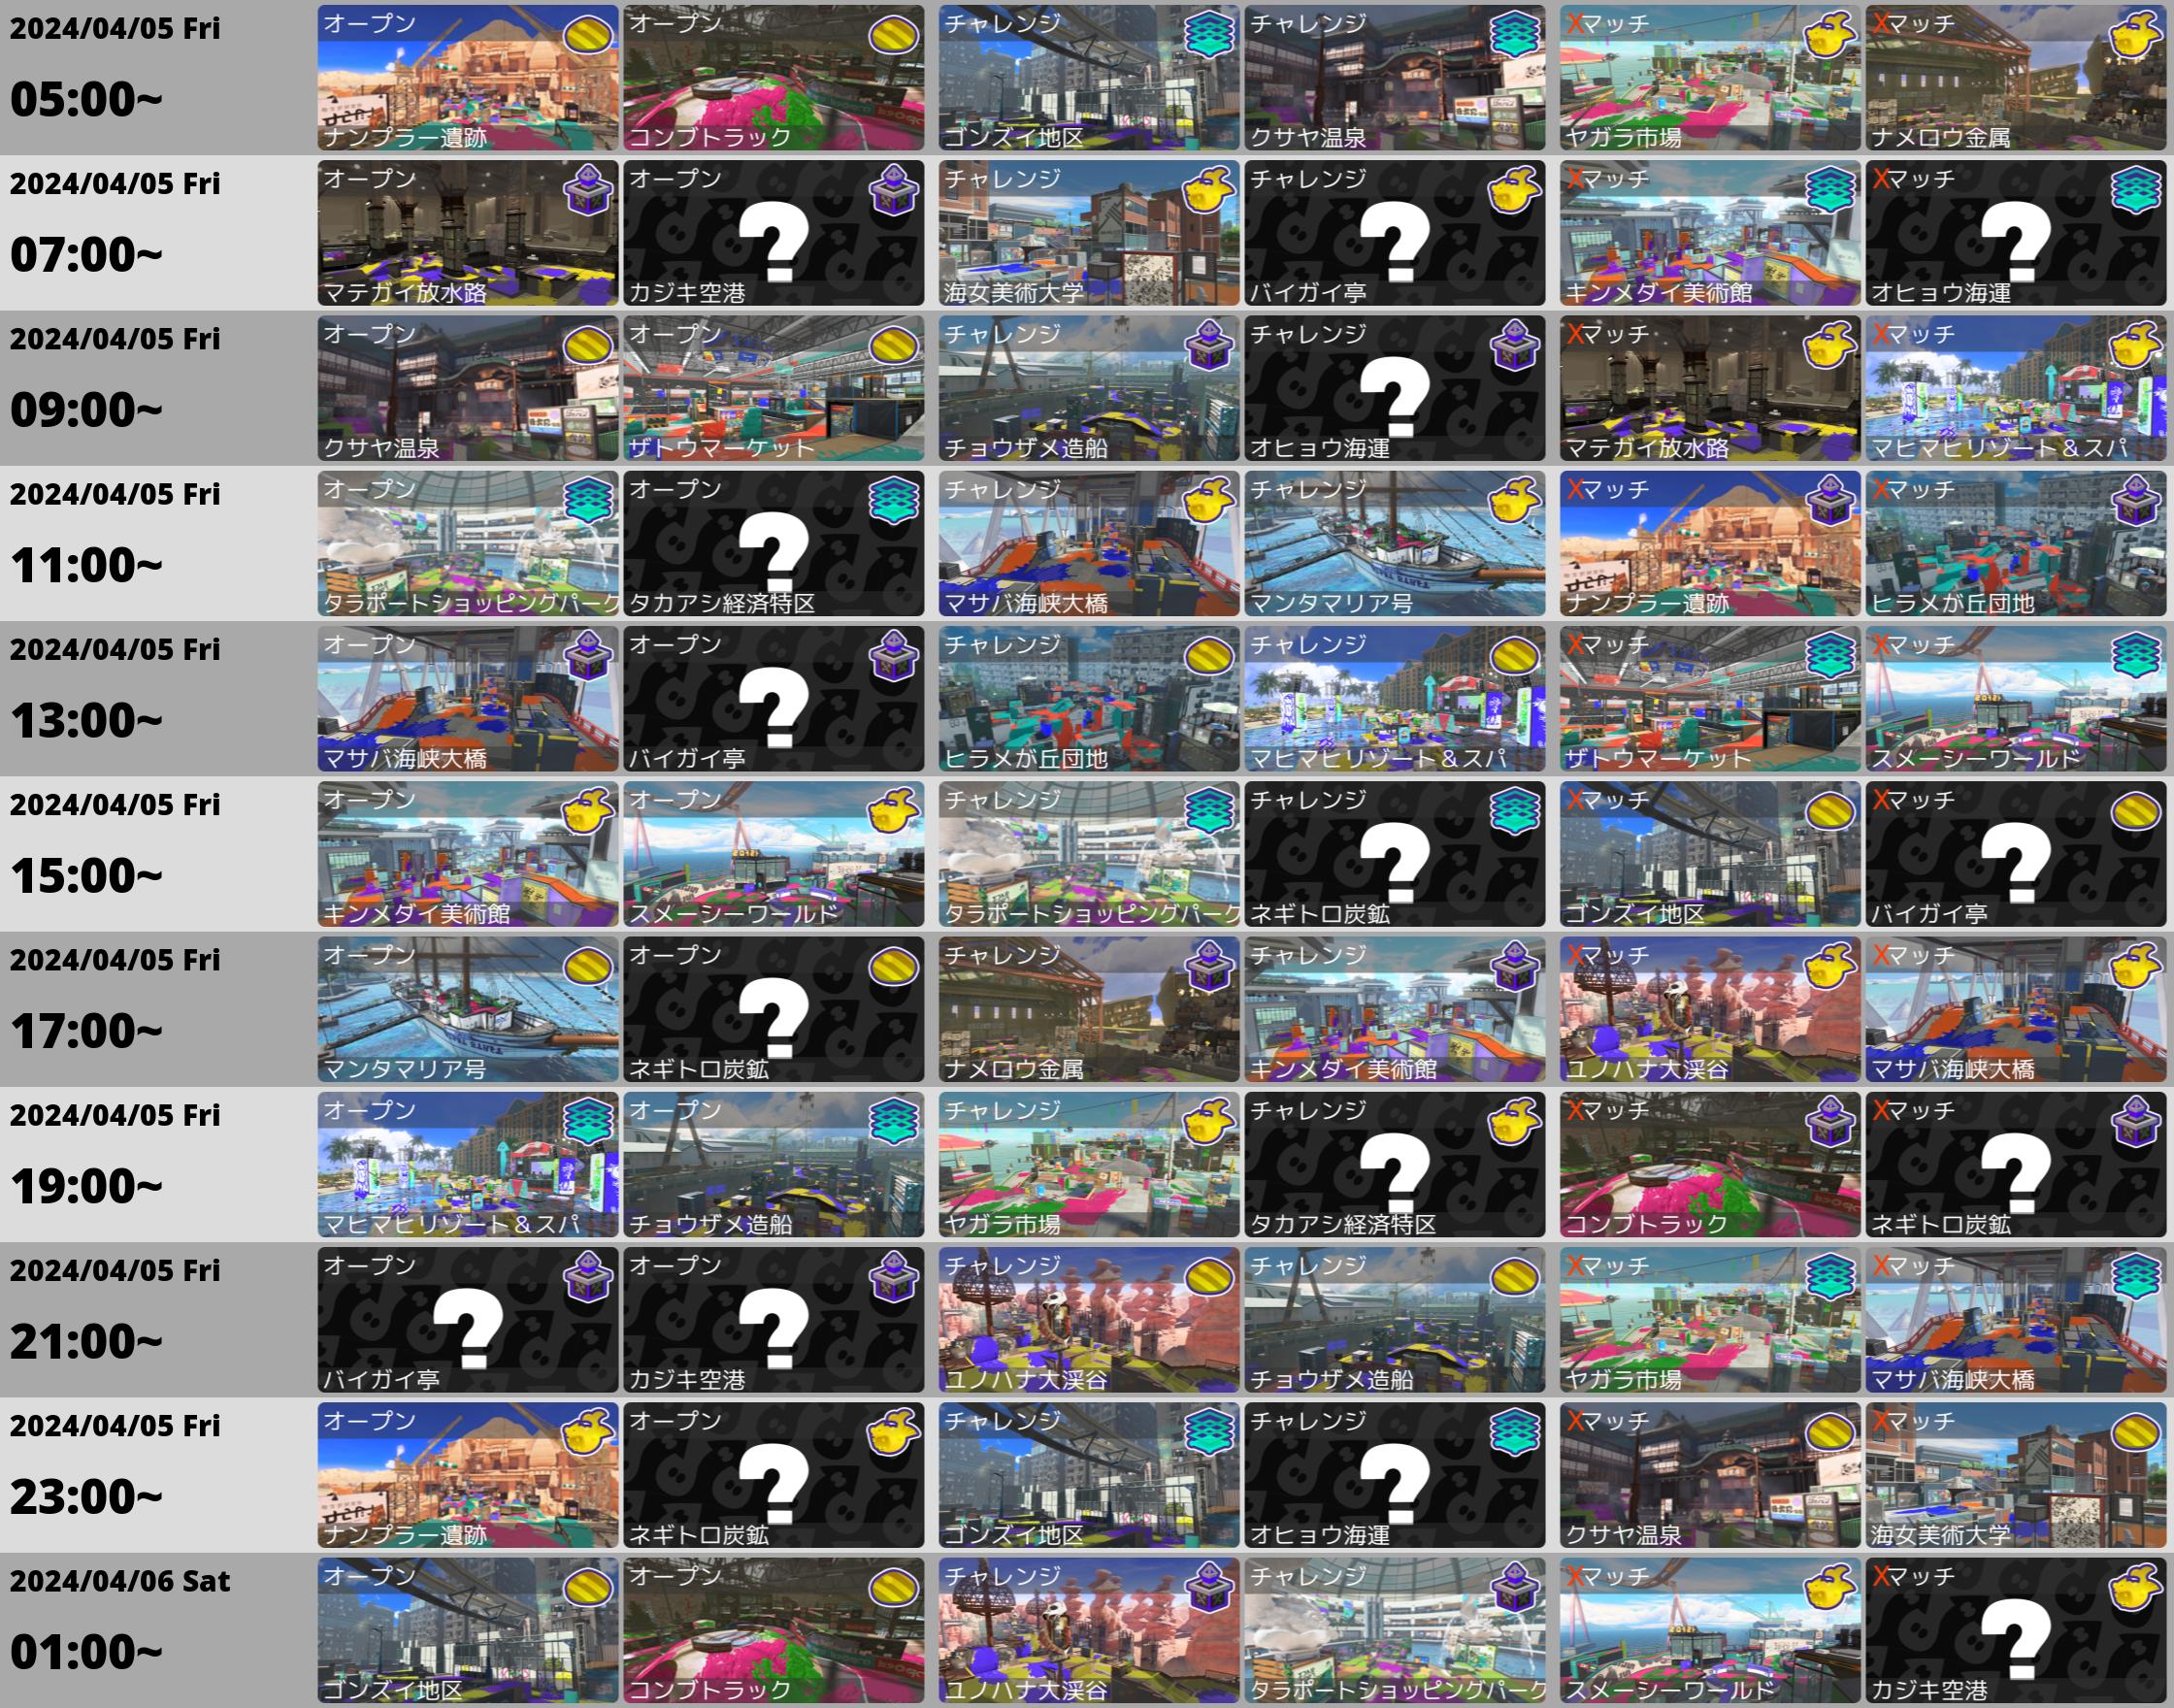 2024/04/05 Fri
05:00~
オープン
ナンプラー遺跡
オープン
コンブトラック
チャレンジ
ゴンズイ地区
チャレンジ
クサヤ温泉
Xマッチ
ヤガラ市場
Xマッチ
ナメロウ金属
2024/04/05 Fri
07:00~
オープン
マテガイ放水路
オープン
?
カジキ空港
チャレンジ
海女美術大学
チャレンジ
?
バイガイ亭
Xマッチ
キンメダイ美術館
Xマッチ
?
オヒョウ海運
2024/04/05 Fri
09:00~
オープン
クサヤ温泉
オープン
ザトウマーケット
チャレンジ
チョウザメ造船
チャレンジ
?
オヒョウ海運
Xマッチ
マテガイ放水路
Xマッチ
マヒマヒリゾート&スパ
2024/04/05 Fri
11:00~
オープン
タラポートショッピングパーク
オープン
?
タカアシ経済特区
チャレンジ
マサバ海峡大橋
チャレンジ
マンタマリア号
Xマッチ
ナンプラー遺跡
Xマッチ
ヒラメが丘団地
2024/04/05 Fri
13:00~
オープン
マサバ海峡大橋
オープン
?
バイガイ亭
チャレンジ
ヒラメが丘団地
チャレンジ
マヒマヒリゾート&スパ
Xマッチ
ザトウマーケット
Xマッチ
スメーシーワールド
2024/04/05 Fri
15:00~
オープン
キンメダイ美術館
オープン
スメーシーワールド
チャレンジ
タラポートショッピングパーク
チャレンジ
?
ネギトロ炭鉱
Xマッチ
ゴンズイ地区
Xマッチ
?
バイガイ亭
2024/04/05 Fri
17:00~
オープン
マンタマリア号
オープン
?
ネギトロ炭鉱
チャレンジ
ナメロウ金属
チャレンジ
キンメダイ美術館
Xマッチ
ユノハナ大渓谷
Xマッチ
マサバ海峡大橋
2024/04/05 Fri
19:00~
オープン
マヒマヒリゾート&スパ
オープン
チョウザメ造船
チャレンジ
ヤガラ市場
チャレンジ
?
タカアシ経済特区
Xマッチ
コンブトラック
Xマッチ
?
ネギトロ炭鉱
2024/04/05 Fri
21:00~
オープン
?
バイガイ亭
オープン
?
カジキ空港
チャレンジ
ユノハナ大渓谷
チャレンジ
チョウザメ造船
Xマッチ
ヤガラ市場
Xマッチ
マサバ海峡大橋
2024/04/05 Fri
23:00~
オープン
ナンプラー遺跡
オープン
?
ネギトロ炭鉱
チャレンジ
ゴンズイ地区
チャレンジ
?
オヒョウ海運
Xマッチ
クサヤ温泉
Xマッチ
海女美術大学
2024/04/06 Sat
01:00~
オープン
ゴンズイ地区
オープン
コンブトラック
チャレンジ
ユノハナ大渓谷
チャレンジ
タラポートショッピングパーク
Xマッチ
スメーシーワールド
Xマッチ
?
カジキ空港